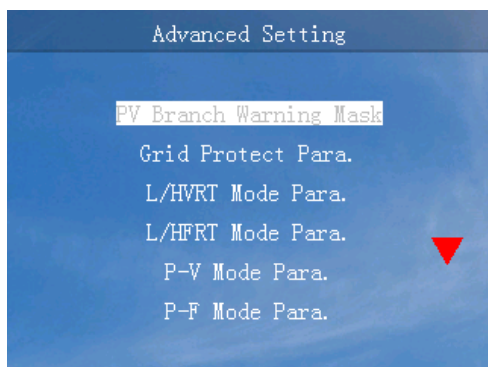 Advanced Setting
PV Branch Warning Mask
Grid Protect Para.
L/HVRT Mode Para.
L/HFRT Mode Para.
P-V Mode Para.
P-F Mode Para.